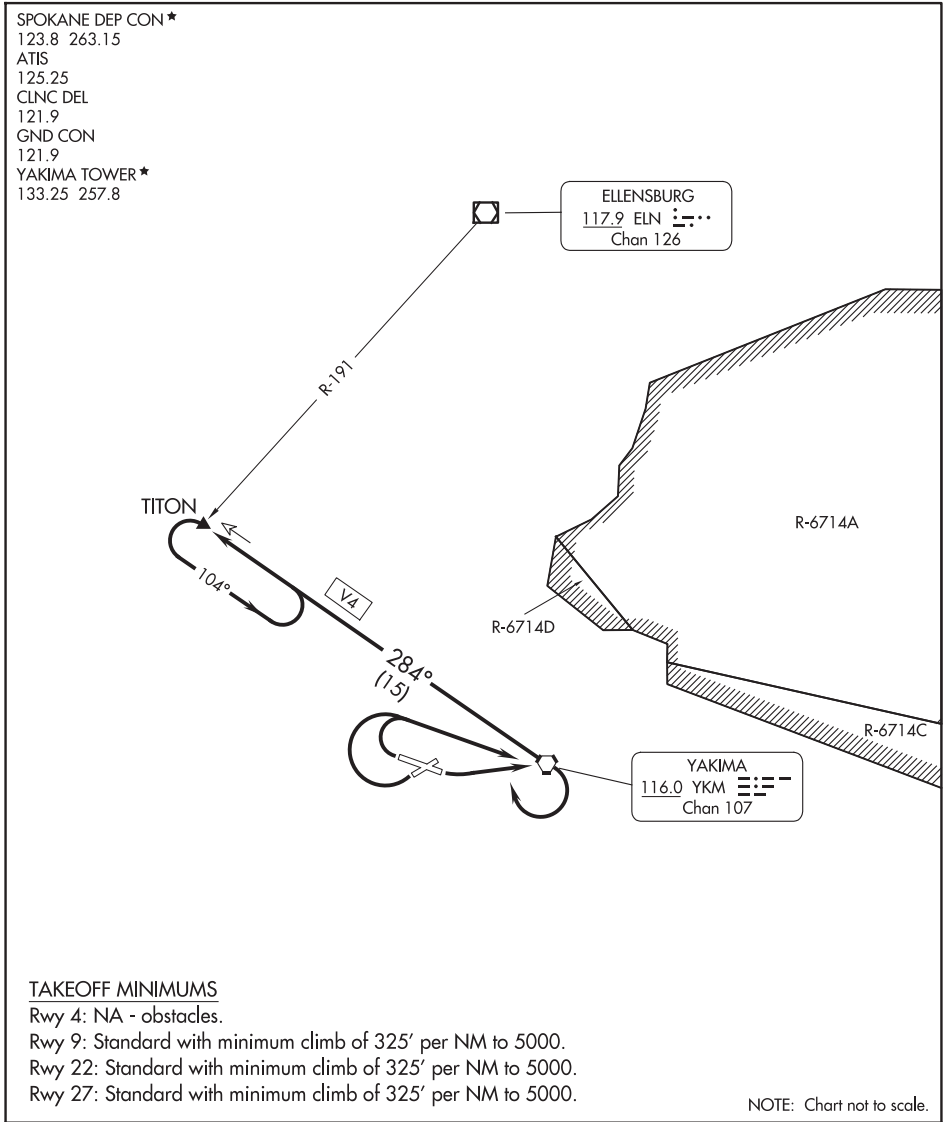 SPOKANE DEP CON★
123.8 263.15
ATIS
125.25
CLNC DEL
121.9
GND CON
121.9
YAKIMA TOWER★
133.25 257.8
ELLENSBURG
117.9 ELN
Chan 126
R-191
TITON
104°
V4
284°
(15)
R-6714A
R-6714D
R-6714C
YAKIMA
116.0 YKM
Chan 107
TAKEOFF MINIMUMS
Rwy 4: NA - obstacles.
Rwy 9: Standard with minimum climb of 325' per NM to 5000.
Rwy 22: Standard with minimum climb of 325' per NM to 5000.
Rwy 27: Standard with minimum climb of 325' per NM to 5000.
NOTE: Chart not to scale.